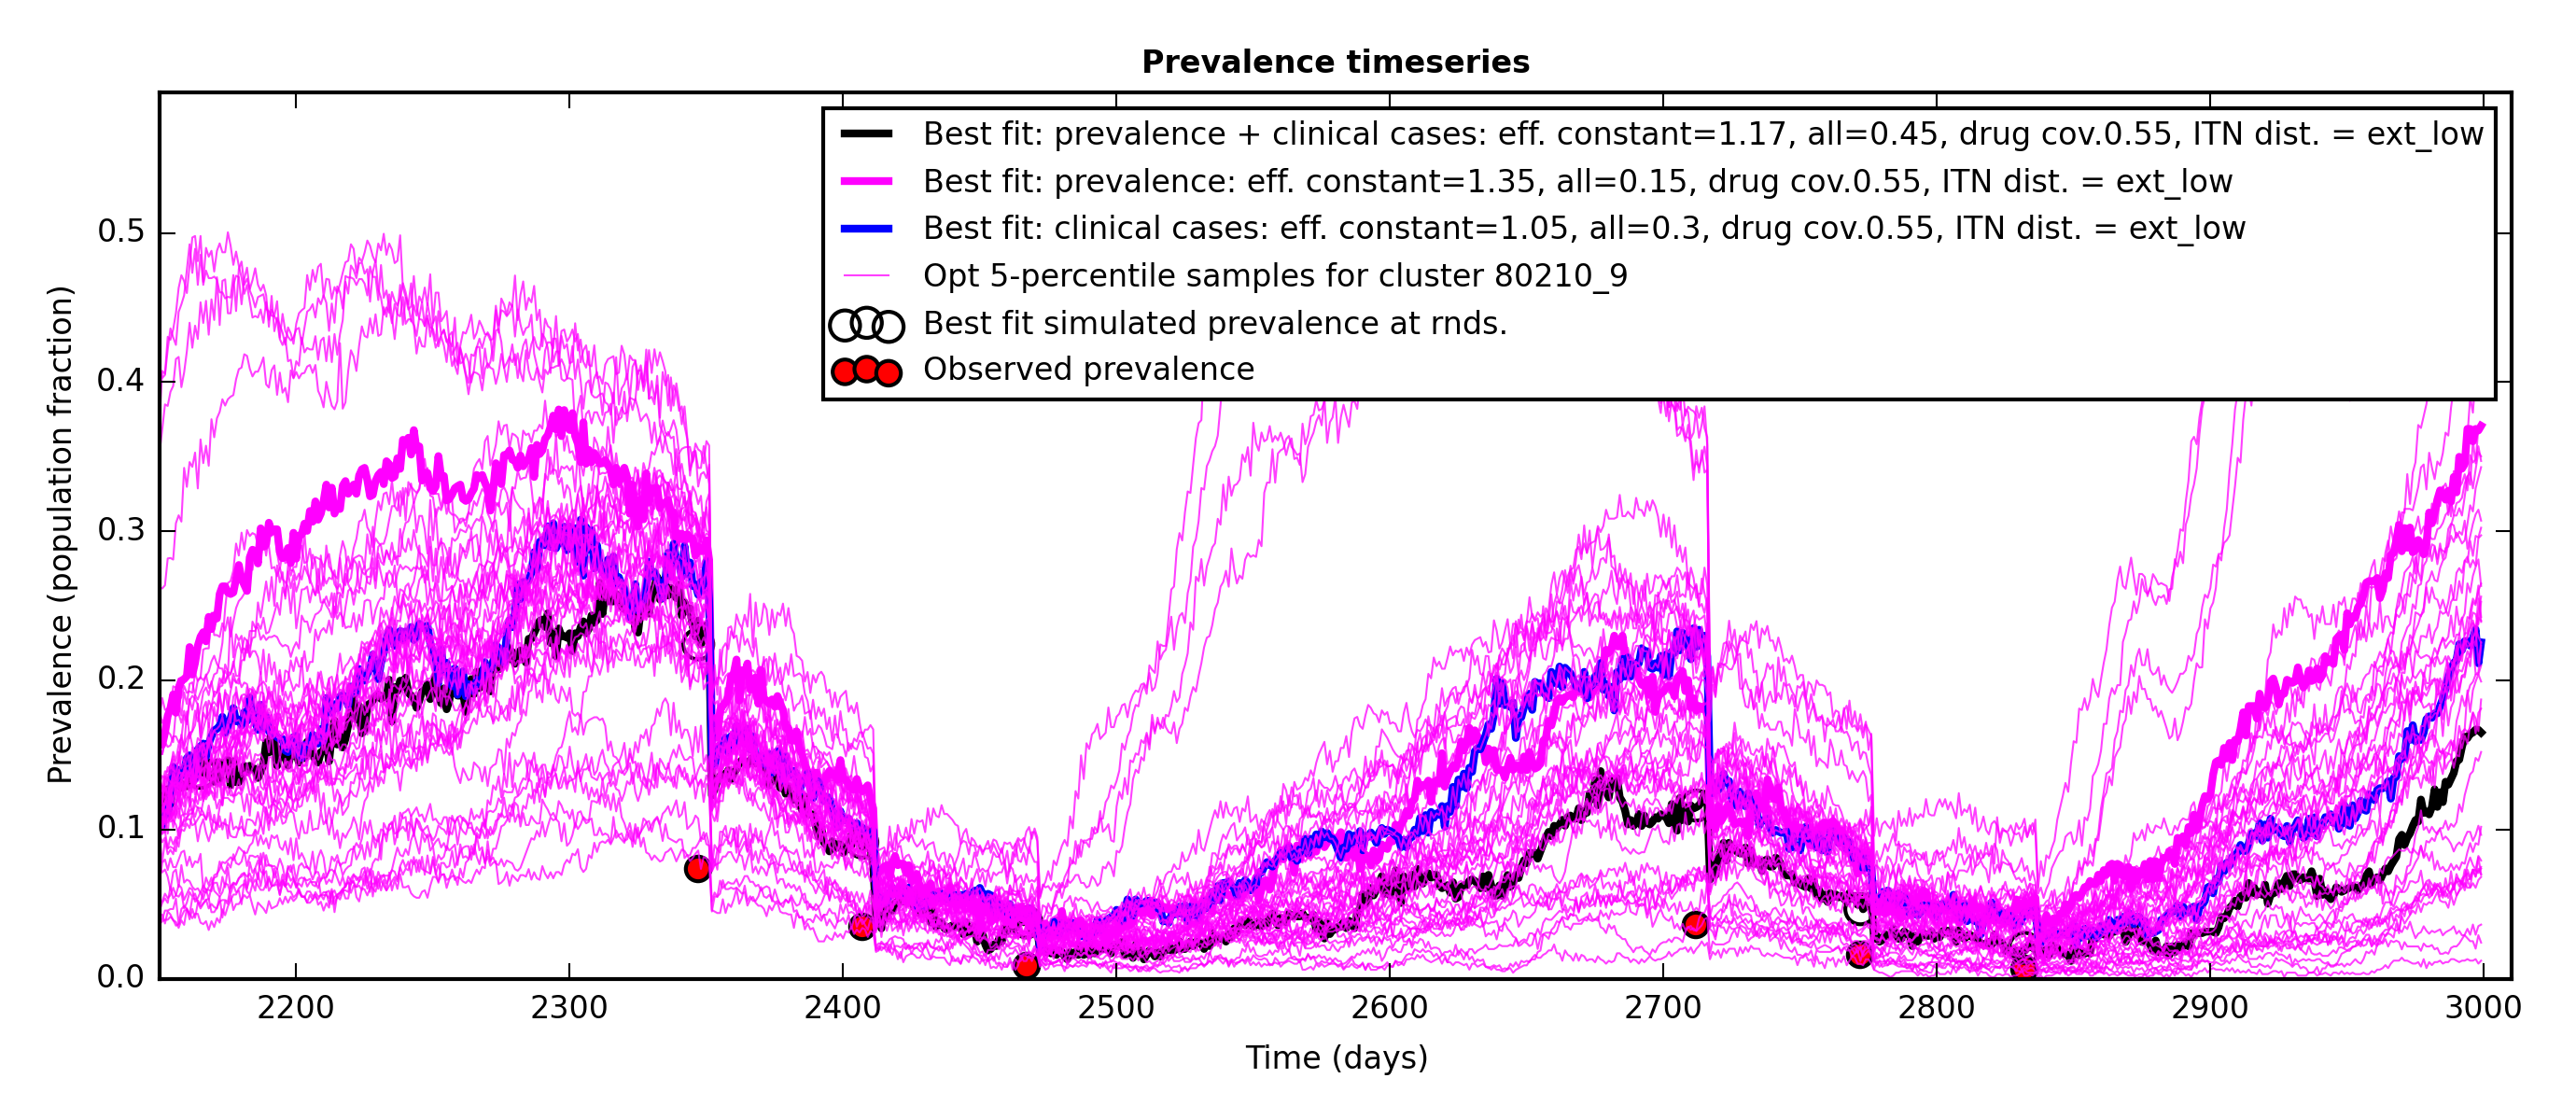 Prevalence timeseries
Best fit: prevalence + clinical cases: eff. constant=1.17, all=0.45, drug cov.0.55, ITN dist. = ext_low
Best fit: prevalence: eff. constant=1.35, all=0.15, drug cov.0.55, ITN dist. = ext_low
Best fit: clinical cases: eff. constant=1.05, all=0.3, drug cov.0.55, ITN dist. = ext_low
Opt 5-percentile samples for cluster 80210_9
Best fit simulated prevalence at rnds.
Observed prevalence
Prevalence (population fraction)
0.5
0.4
0.3
0.2
0.1
0.0
2200 2300 2400 2500 2600 2700 2800 2900 3000
Time (days)